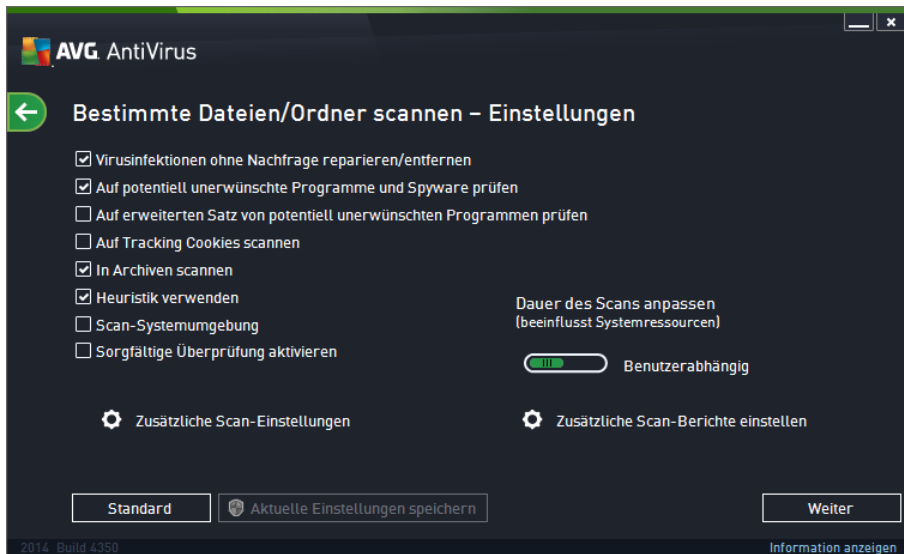 AVG. AntiVirus
Bestimmte Dateien/Ordner scannen – Einstellungen
Virusinfektionen ohne Nachfrage reparieren/entfernen
Auf potentiell unerwünschte Programme und Spyware prüfen
Auf erweiterten Satz von potentiell unerwünschten Programmen prüfen
Auf Tracking Cookies scannen
In Archiven scannen
Heuristik verwenden
Scan-Systemumgebung
Sorgfältige Überprüfung aktivieren
Dauer des Scans anpassen
(beeinflusst Systemressourcen)
Benutzerabhängig
Zusätzliche Scan-Einstellungen
Zusätzliche Scan-Berichte einstellen
Standard
Aktuelle Einstellungen speichern
Weiter
2014 Build 4350
Information anzeigen